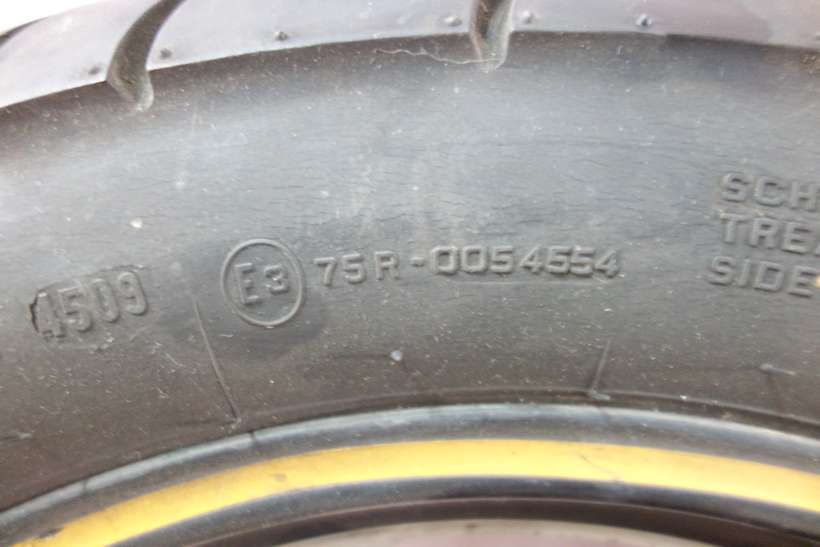 4509
E3 75R-0054554
SCH
TREA
SIDE